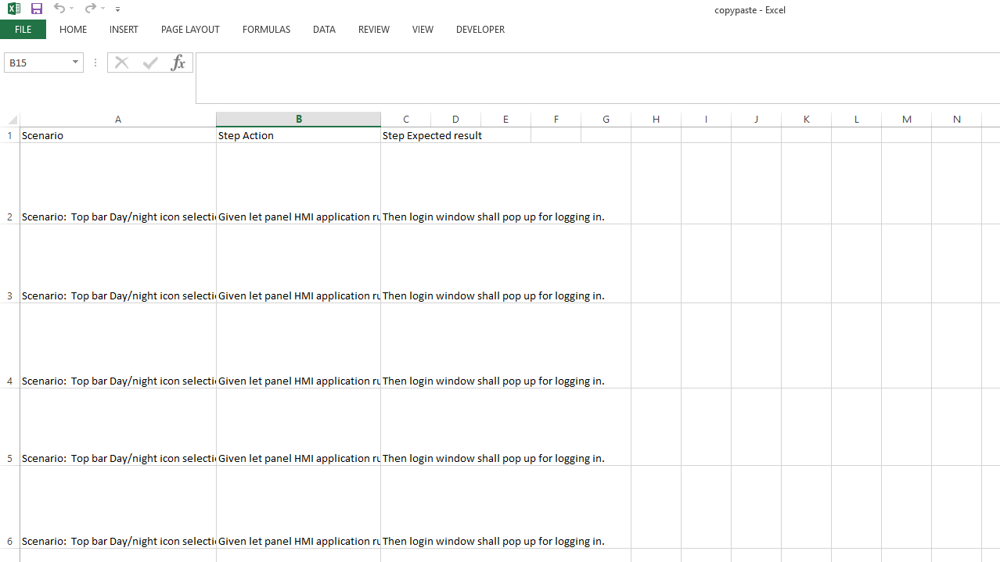 copypaste - Excel
FILE HOME INSERT PAGE LAYOUT FORMULAS DATA REVIEW VIEW DEVELOPER
B15 fx
A B C D E F G H I J K L M N
1 Scenario Step Action Step Expected result
2 Scenario: Top bar Day/night icon selecti Given let panel HMI application ru Then login window shall pop up for logging in.
3 Scenario: Top bar Day/night icon selecti Given let panel HMI application ru Then login window shall pop up for logging in.
4 Scenario: Top bar Day/night icon selecti Given let panel HMI application ru Then login window shall pop up for logging in.
5 Scenario: Top bar Day/night icon selecti Given let panel HMI application ru Then login window shall pop up for logging in.
6 Scenario: Top bar Day/night icon selecti Given let panel HMI application ru Then login window shall pop up for logging in.